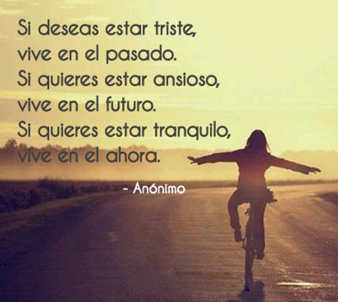 Si deseas estar triste,
vive en el pasado.
Si quieres estar ansioso,
vive en el futuro.
Si quieres estar tranquilo,
vive en el ahora.
- Anónimo